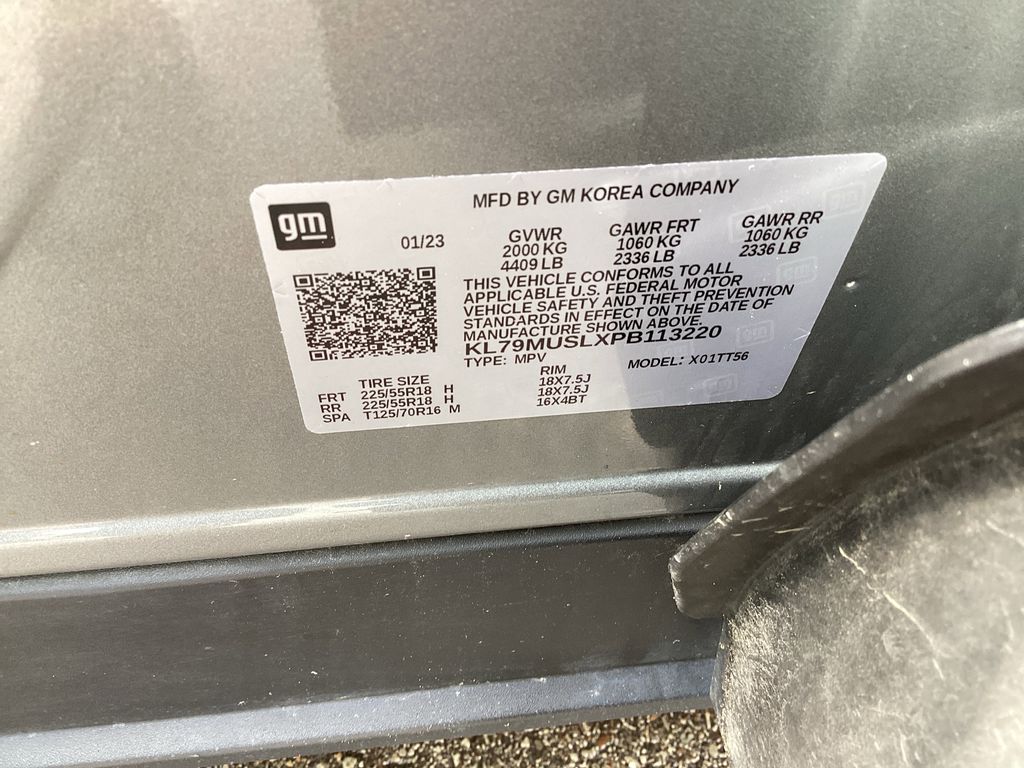 MFD BY GM KOREA COMPANY
gm
01/23
GVWR GAWR FRT GAWR RR
2000 KG 1060 KG 1060 KG
4409 LB 2336 LB 2336 LB
THIS VEHICLE CONFORMS TO ALL
APPLICABLE U.S. FEDERAL MOTOR
VEHICLE SAFETY AND THEFT PREVENTION
STANDARDS IN EFFECT ON THE DATE OF
MANUFACTURE SHOWN ABOVE.
KL79MUSLXPB113220
TYPE: MPV MODEL: X01TT56
TIRE SIZE RIM
FRT 225/55R18 H 18X7.5J
RR 225/55R18 H 18X7.5J
SPA T125/70R16 M 16X4BT